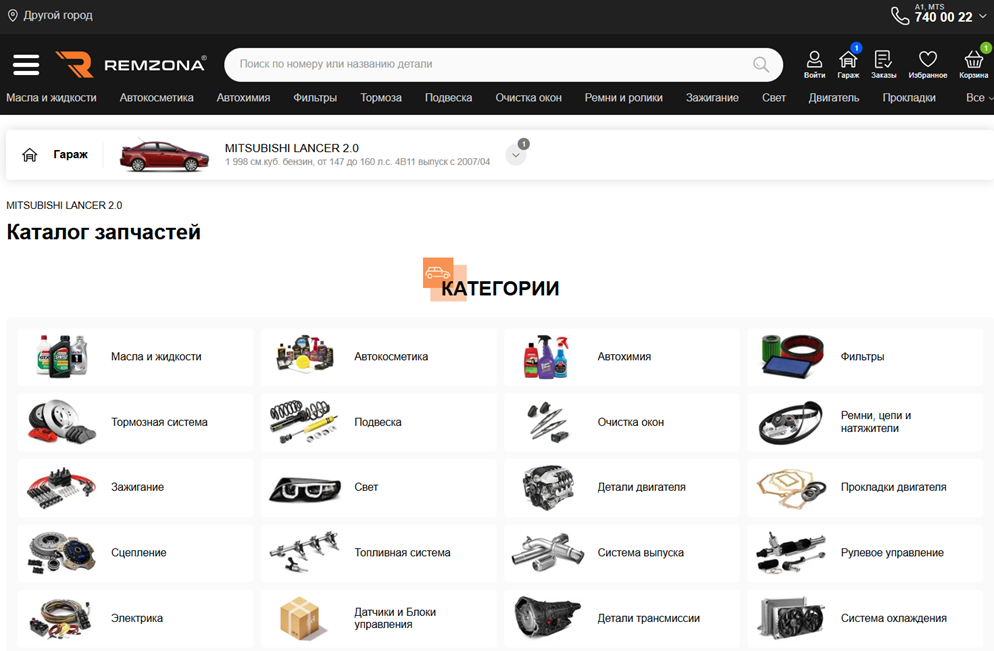 Другой город
A1, MTS
740 00 22
REMZONA®
Поиск по номеру или названию детали
1
1
Войти
Гараж
Заказы
Избранное
Корзина
Масла и жидкости
Автокосметика
Автохимия
Фильтры
Тормоза
Подвеска
Очистка окон
Ремни и ролики
Зажигание
Свет
Двигатель
Прокладки
Все
Гараж
MITSUBISHI LANCER 2.0
1
1 998 см.куб. бензин, от 147 до 160 л.с. 4B11 выпуск с 2007/04
MITSUBISHI LANCER 2.0
Каталог запчастей
КАТЕГОРИИ
Масла и жидкости
Автокосметика
Автохимия
Фильтры
Тормозная система
Подвеска
Очистка окон
Ремни, цепи и
натяжители
Зажигание
Свет
Детали двигателя
Прокладки двигателя
Сцепление
Топливная система
Система выпуска
Рулевое управление
Электрика
Датчики и Блоки
управления
Детали трансмиссии
Система охлаждения